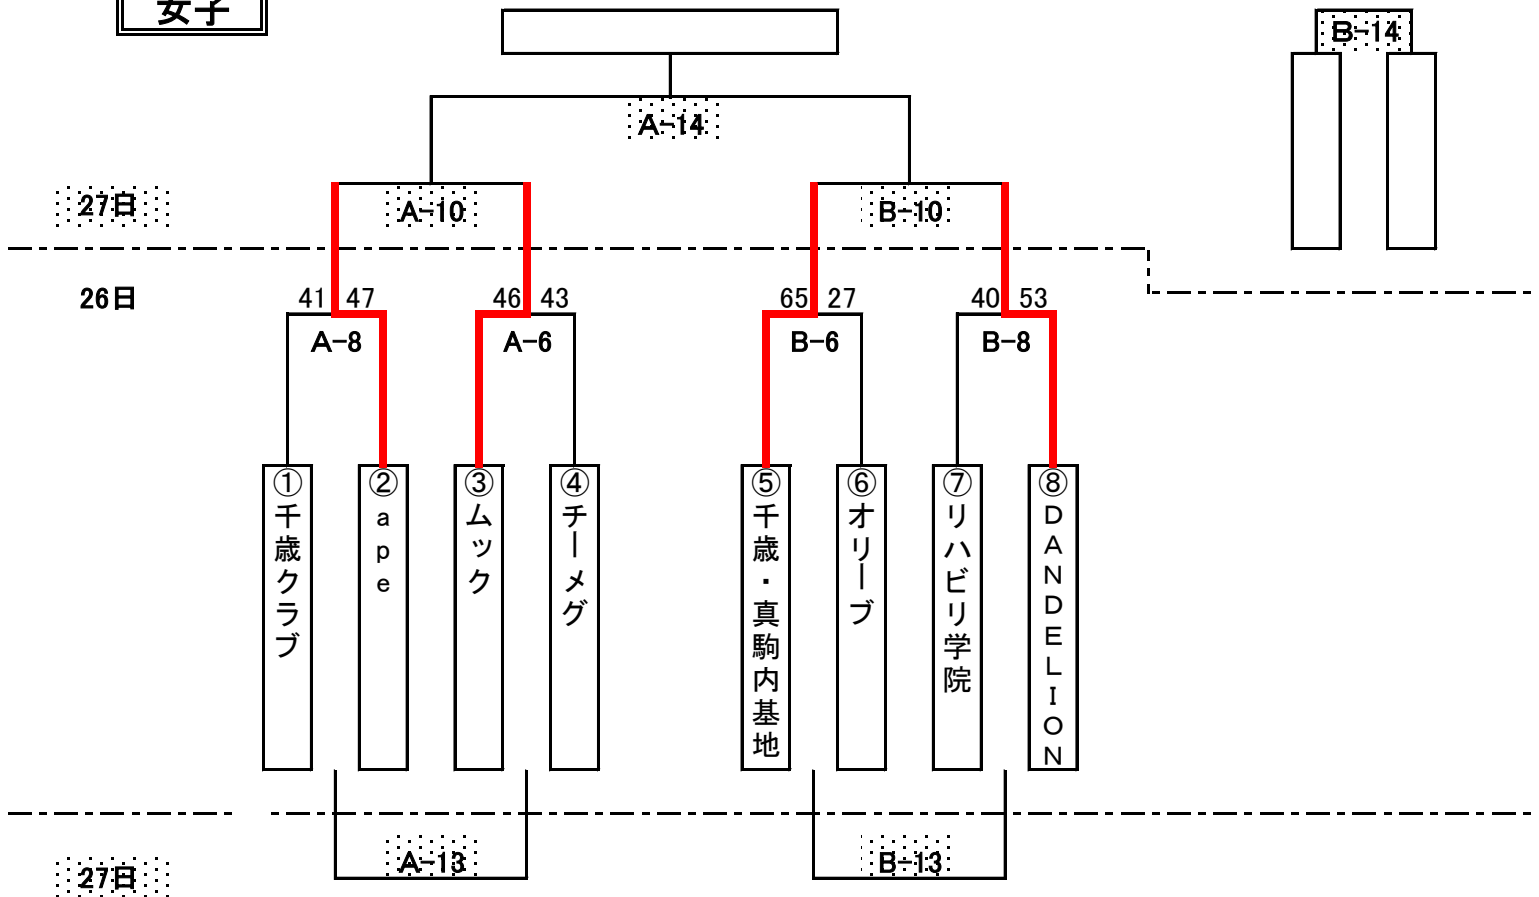 女子
B-14
A-14
27日
A-10
B-10
26日
41 47
46 43
65 27
40 53
A-8
A-6
B-6
B-8
①千歳クラブ
②ape
③ムック
④チーメグ
⑤千歳・真駒内基地
⑥オリーブ
⑦リハビリ学院
⑧DANDELION
A-13
B-13
27日